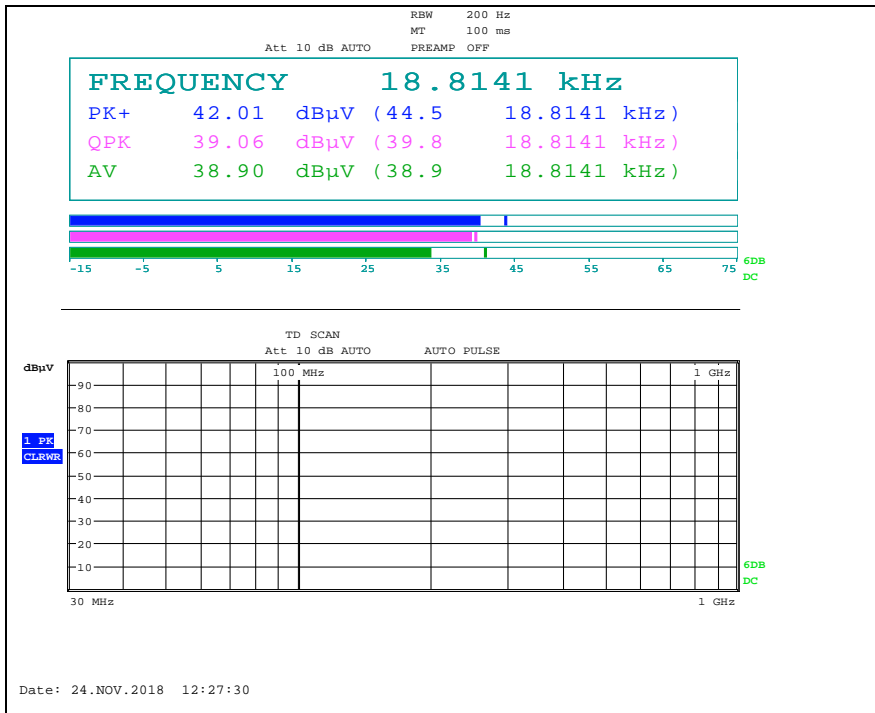 RBW 200 Hz
MT 100 ms
Att 10 dB AUTO PREAMP OFF
FREQUENCY 18.8141 kHz
PK+ 42.01 dBµV (44.5 18.8141 kHz)
QPK 39.06 dBµV (39.8 18.8141 kHz)
AV 38.90 dBµV (38.9 18.8141 kHz)
-15 -5 5 15 25 35 45 55 65 75
6DB
DC
TD SCAN
Att 10 dB AUTO AUTO PULSE
dBµV
100 MHz 1 GHz
90
80
70
1 PK
CLRWR
60
50
40
30
20
10
6DB
DC
30 MHz 1 GHz
Date: 24.NOV.2018 12:27:30